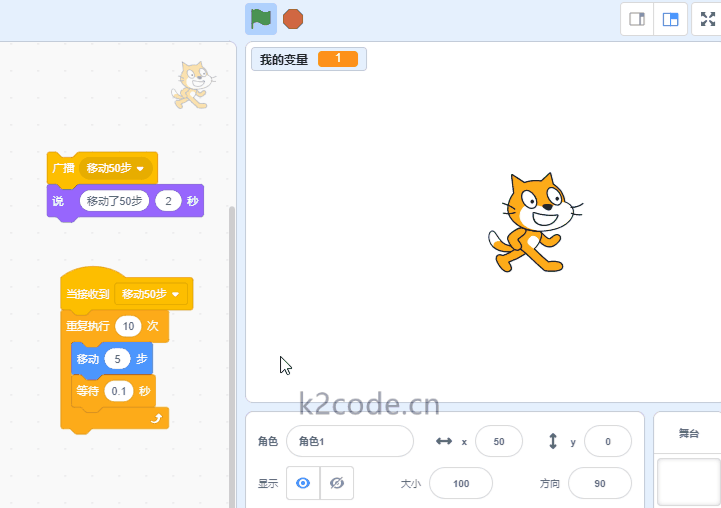 我的变量 1
广播 移动50步
说 移动了50步 2 秒
当接收到 移动50步
重复执行 10 次
移动 5 步
等待 0.1 秒
k2code.cn
角色 角色1 x 50 y 0
显示 大小 100 方向 90
舞台